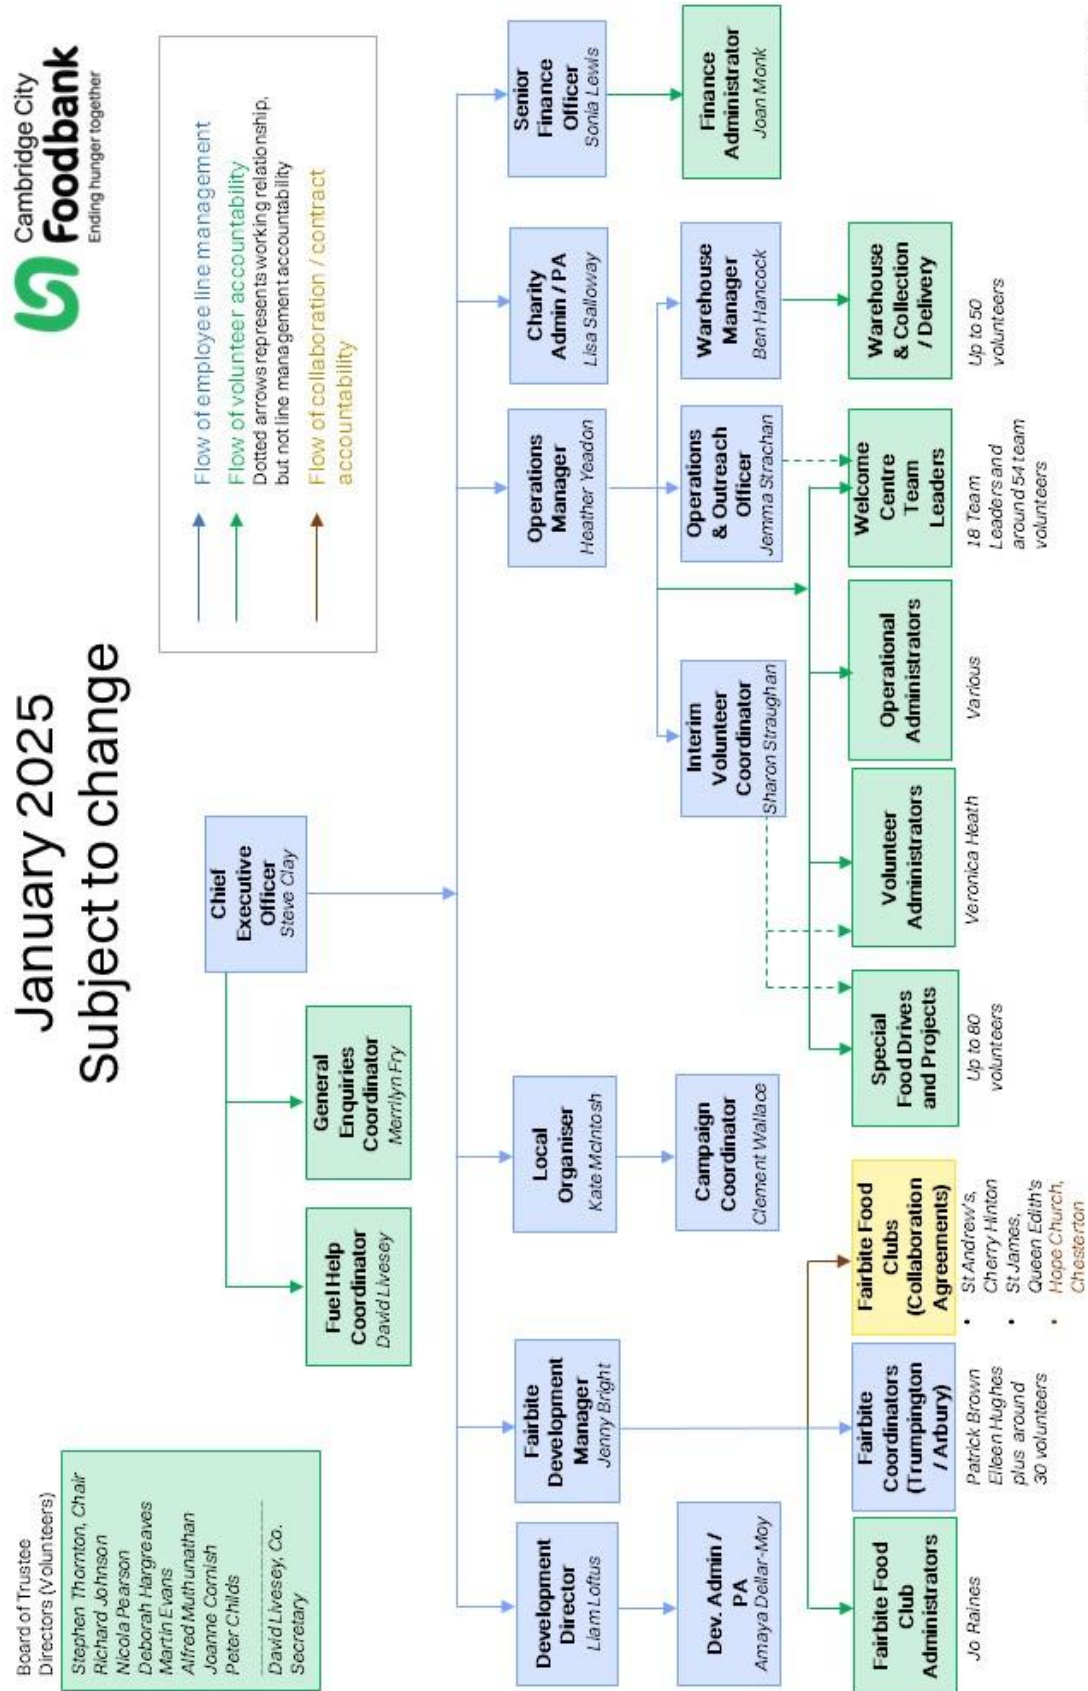 January 2025
Subject to change
Cambridge City
Foodbank
Ending hunger together
Board of Trustee
Directors (Volunteers)
Stephen Thornton, Chair
Richard Johnson
Nicola Pearson
Deborah Hargreaves
Martin Evans
Alfred Muthunathan
Joanne Cornish
Peter Childs
David Livesey, Co.
Secretary
Flow of employee line management
Flow of volunteer accountability
Dotted arrows represents working relationship,
but not line management accountability
Flow of collaboration / contract
accountability
Chief
Executive
Officer
Steve Clay
Fuel Help
Coordinator
David Livesey
General
Enquiries
Coordinator
Merrilyn Fry
Development
Director
Liam Loftus
Fairbite
Development
Manager
Jenny Bright
Local
Organiser
Kate McIntosh
Operations
Manager
Heather Yeadon
Charity
Admin / PA
Lisa Salloway
Senior
Finance
Officer
Sonia Lewis
Dev. Admin /
PA
Amaya Dellar-Moy
Campaign
Coordinator
Clement Wallace
Interim
Volunteer
Coordinator
Sharon Straughan
Operations
& Outreach
Officer
Jemma Strachan
Warehouse
Manager
Ben Hancock
Finance
Administrator
Joan Monk
Fairbite Food
Club
Administrators
Jo Raines
Fairbite
Coordinators
(Trumpington
/ Arbury)
Patrick Brown
Eileen Hughes
plus around
30 volunteers
Fairbite Food
Clubs
(Collaboration
Agreements)
• St Andrew's,
Cherry Hinton
• St James,
Queen Edith's
• Hope Church,
Chesterton
Special
Food Drives
and Projects
Up to 80
volunteers
Volunteer
Administrators
Veronica Heath
Operational
Administrators
Various
Welcome
Centre
Team
Leaders
18 Team
Leaders and
around 54 team
volunteers
Warehouse
& Collection
/ Delivery
Up to 50
volunteers